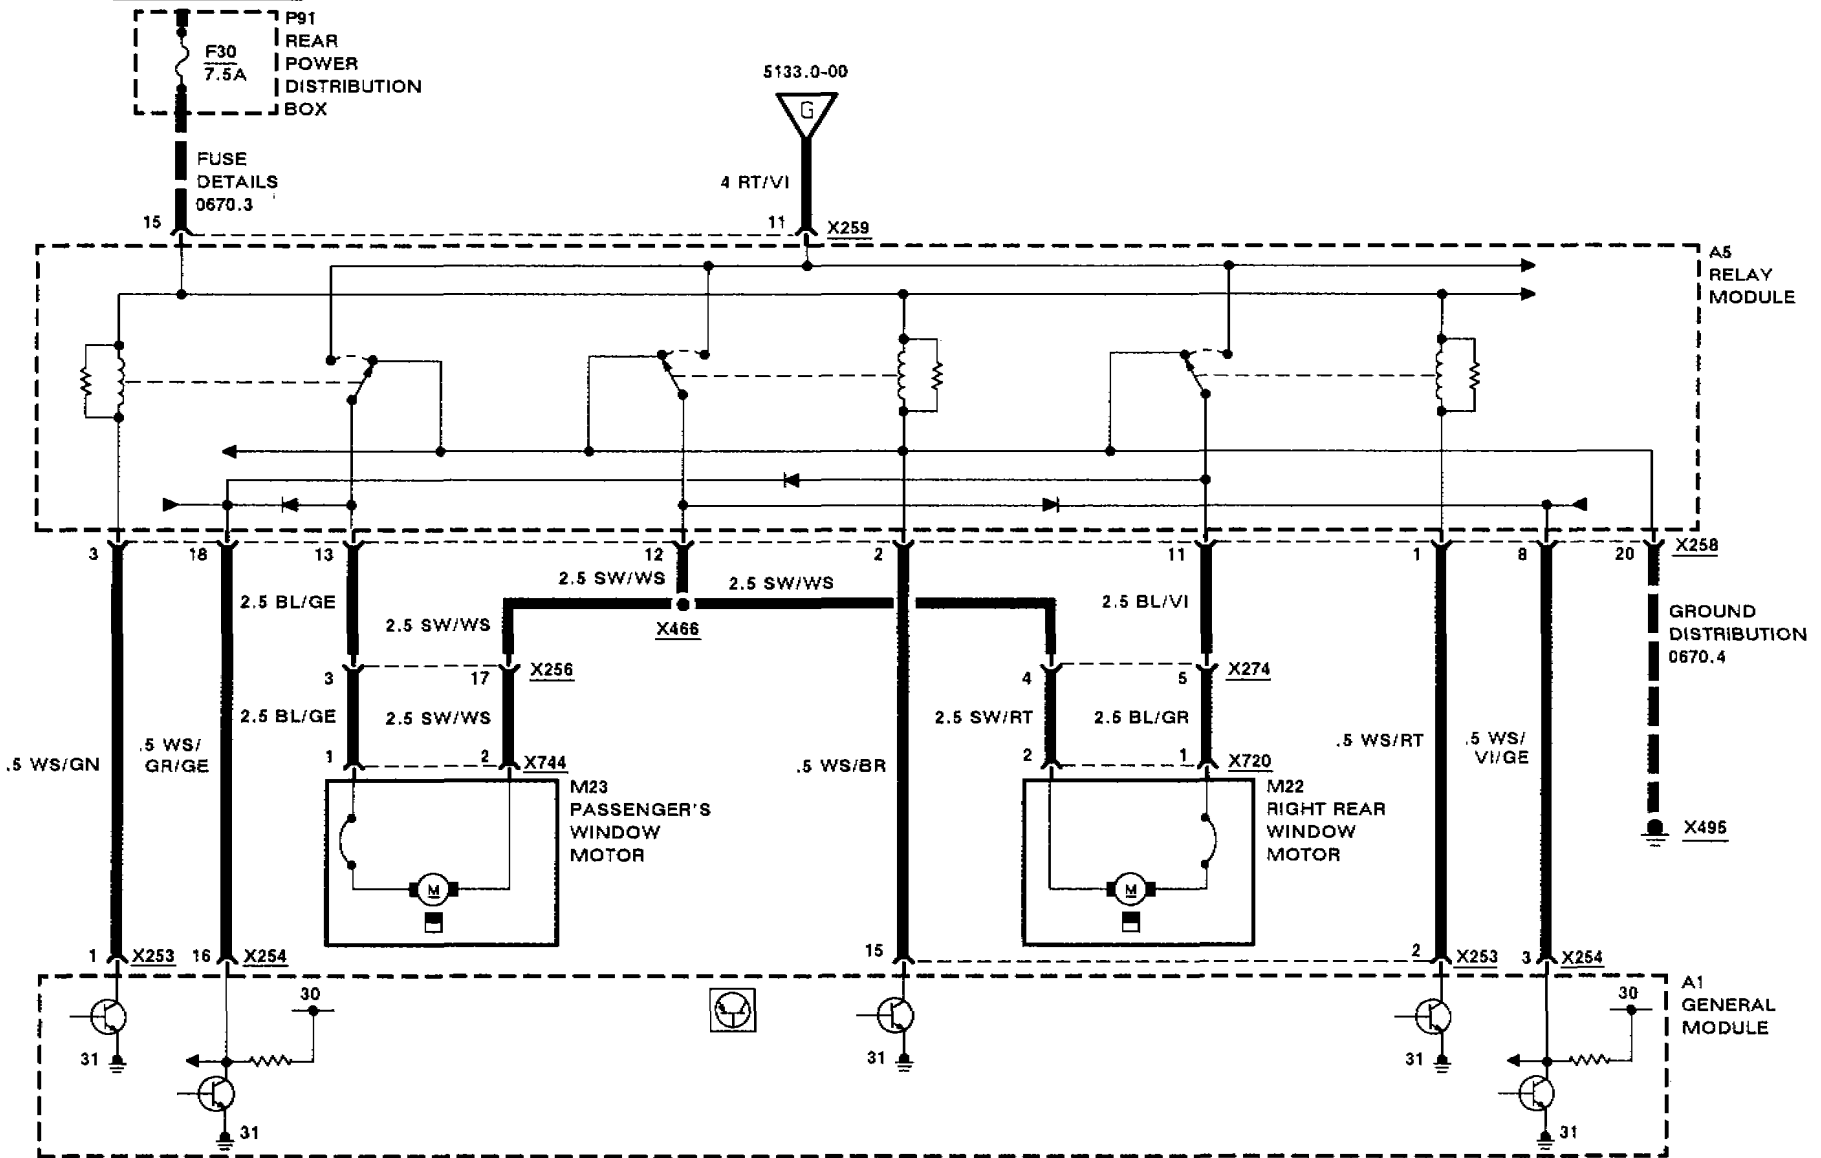 P91
REAR
POWER
DISTRIBUTION
BOX
F30
7.5A
5133.0-00
G
FUSE
DETAILS
0670.3
4 RT/VI
15
11
X259
A5
RELAY
MODULE
3
18
13
12
2
11
1
8
20
X258
2.5 SW/WS
2.5 SW/WS
2.5 BL/GE
2.5 SW/WS
X466
2.5 BL/VI
GROUND
DISTRIBUTION
0670.4
3
17
X256
4
5
X274
2.5 BL/GE
2.5 SW/WS
2.5 SW/RT
2.5 BL/GR
.5 WS/GN
.5 WS/
GR/GE
1
2
X744
.5 WS/BR
2
1
X720
.5 WS/RT
.5 WS/
VI/GE
M23
PASSENGER'S
WINDOW
MOTOR
M
M22
RIGHT REAR
WINDOW
MOTOR
M
X495
1
X253
16
X254
15
2
X253
3
X254
A1
GENERAL
MODULE
30
30
31
31
31
31
31